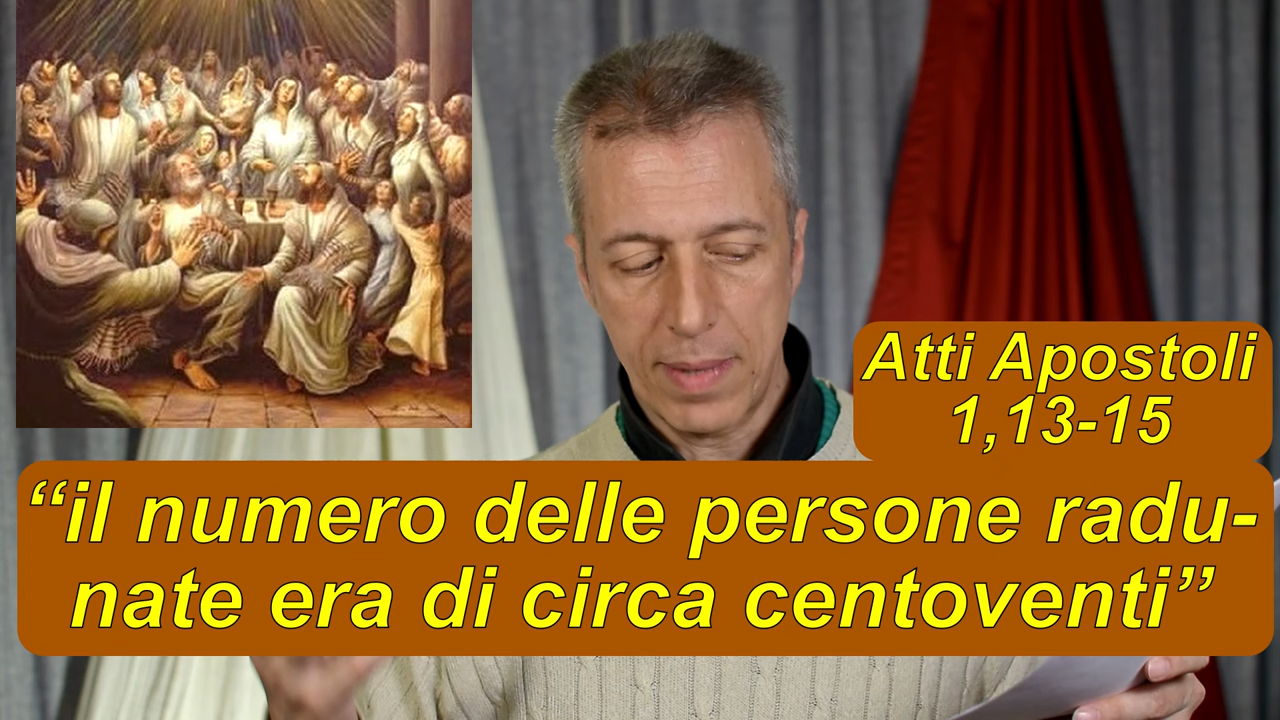 Atti Apostoli
1,13-15
“il numero delle persone radu-
nate era di circa centoventi”